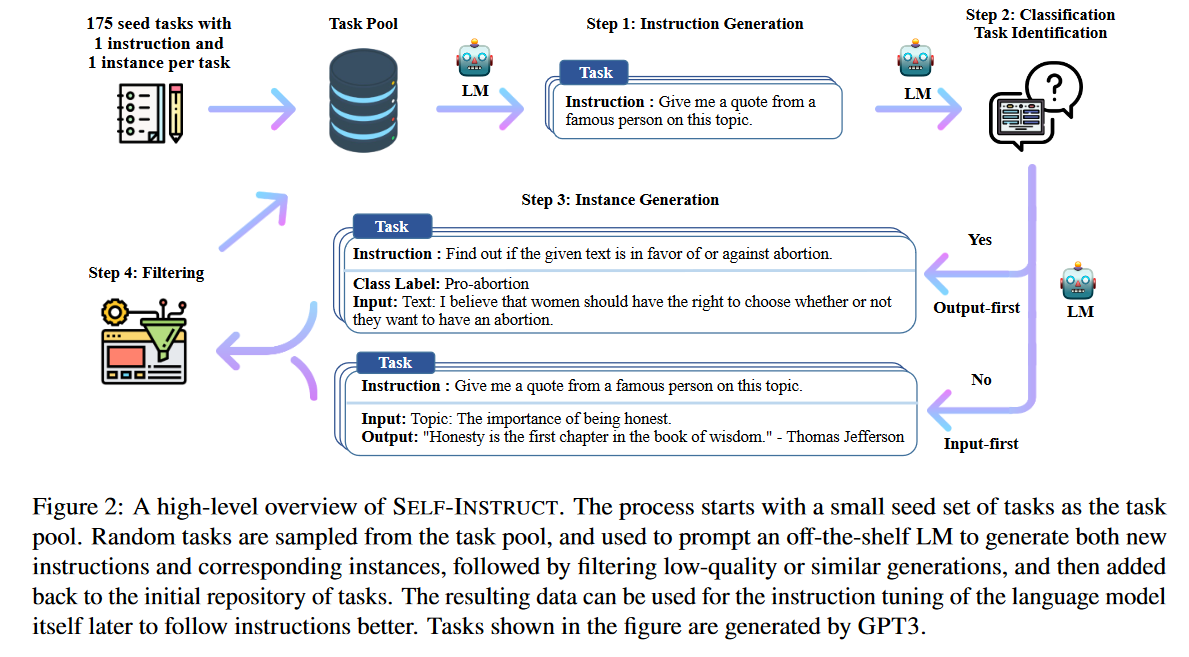 175 seed tasks with
1 instruction and
1 instance per task
Task Pool
LM
Step 1: Instruction Generation
Task
Instruction : Give me a quote from a
famous person on this topic.
LM
Step 2: Classification
Task Identification
?
Step 3: Instance Generation
Task
Instruction : Find out if the given text is in favor of or against abortion.
Class Label: Pro-abortion
Input: Text: I believe that women should have the right to choose whether or not
they want to have an abortion.
Yes
Output-first
LM
Task
Instruction : Give me a quote from a famous person on this topic.
Input: Topic: The importance of being honest.
Output: "Honesty is the first chapter in the book of wisdom." - Thomas Jefferson
No
Input-first
Step 4: Filtering
Figure 2: A high-level overview of SELF-INSTRUCT. The process starts with a small seed set of tasks as the task
pool. Random tasks are sampled from the task pool, and used to prompt an off-the-shelf LM to generate both new
instructions and corresponding instances, followed by filtering low-quality or similar generations, and then added
back to the initial repository of tasks. The resulting data can be used for the instruction tuning of the language model
itself later to follow instructions better. Tasks shown in the figure are generated by GPT3.